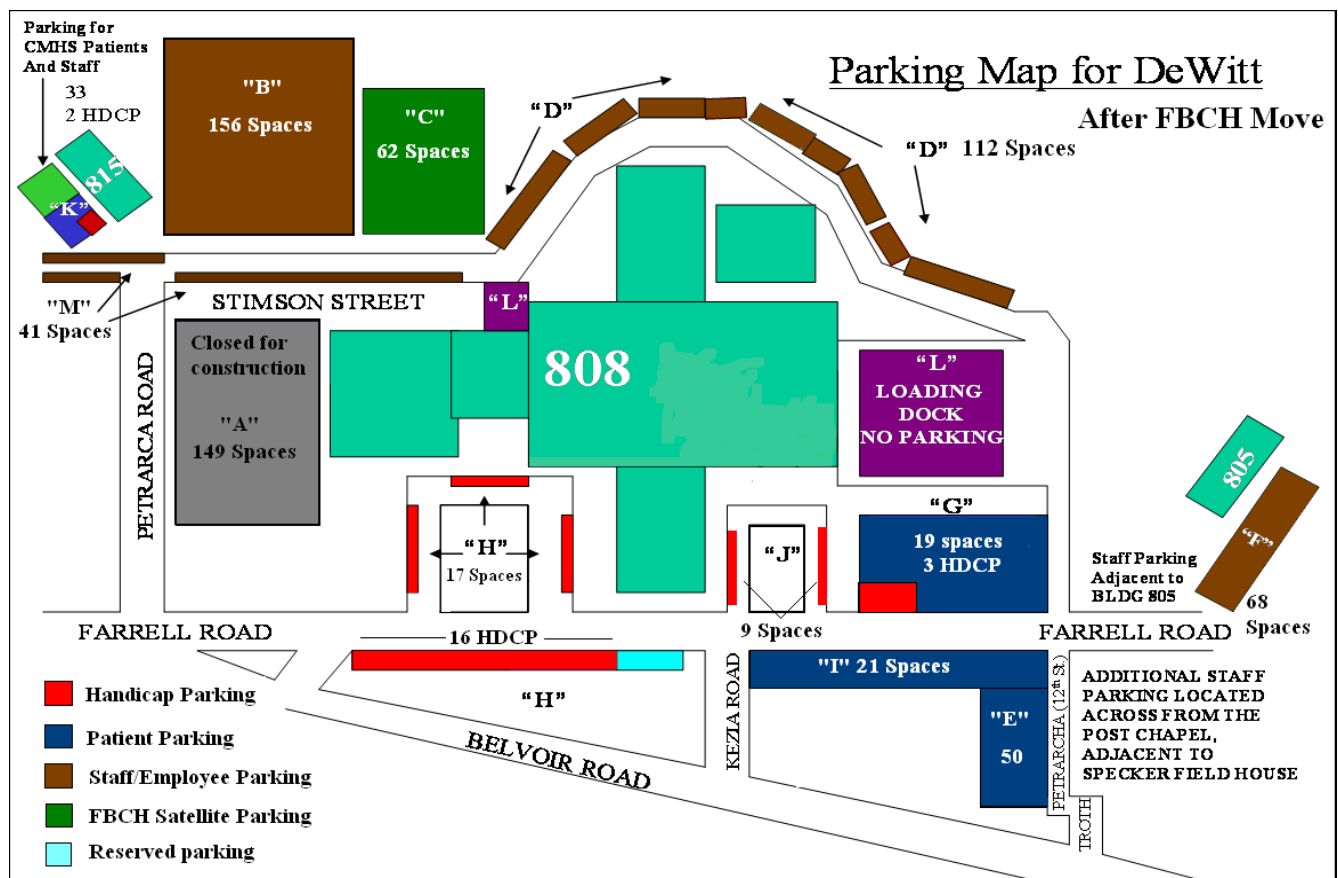 Parking Map for DeWitt
After FBCH Move
Parking for
CMHS Patients
And Staff
33
2 HDCP
815
"K"
"B"
156 Spaces
"C"
62 Spaces
"D"
"D" 112 Spaces
"M"
41 Spaces
STIMSON STREET
"L"
PETRARCA ROAD
Closed for
construction
"A"
149 Spaces
808
"L"
LOADING
DOCK
NO PARKING
805
"F"
68
Spaces
Staff Parking
Adjacent to
BLDG 805
"G"
19 spaces
3 HDCP
"H"
17 Spaces
"J"
9 Spaces
FARRELL ROAD
16 HDCP
FARRELL ROAD
"H"
BELVOIR ROAD
KEZIA ROAD
"I" 21 Spaces
"E"
50
PETRARCHA (12th St.)
TROTH
ADDITIONAL STAFF
PARKING LOCATED
ACROSS FROM THE
POST CHAPEL,
ADJACENT TO
SPECKER FIELD HOUSE
Handicap Parking
Patient Parking
Staff/Employee Parking
FBCH Satellite Parking
Reserved parking